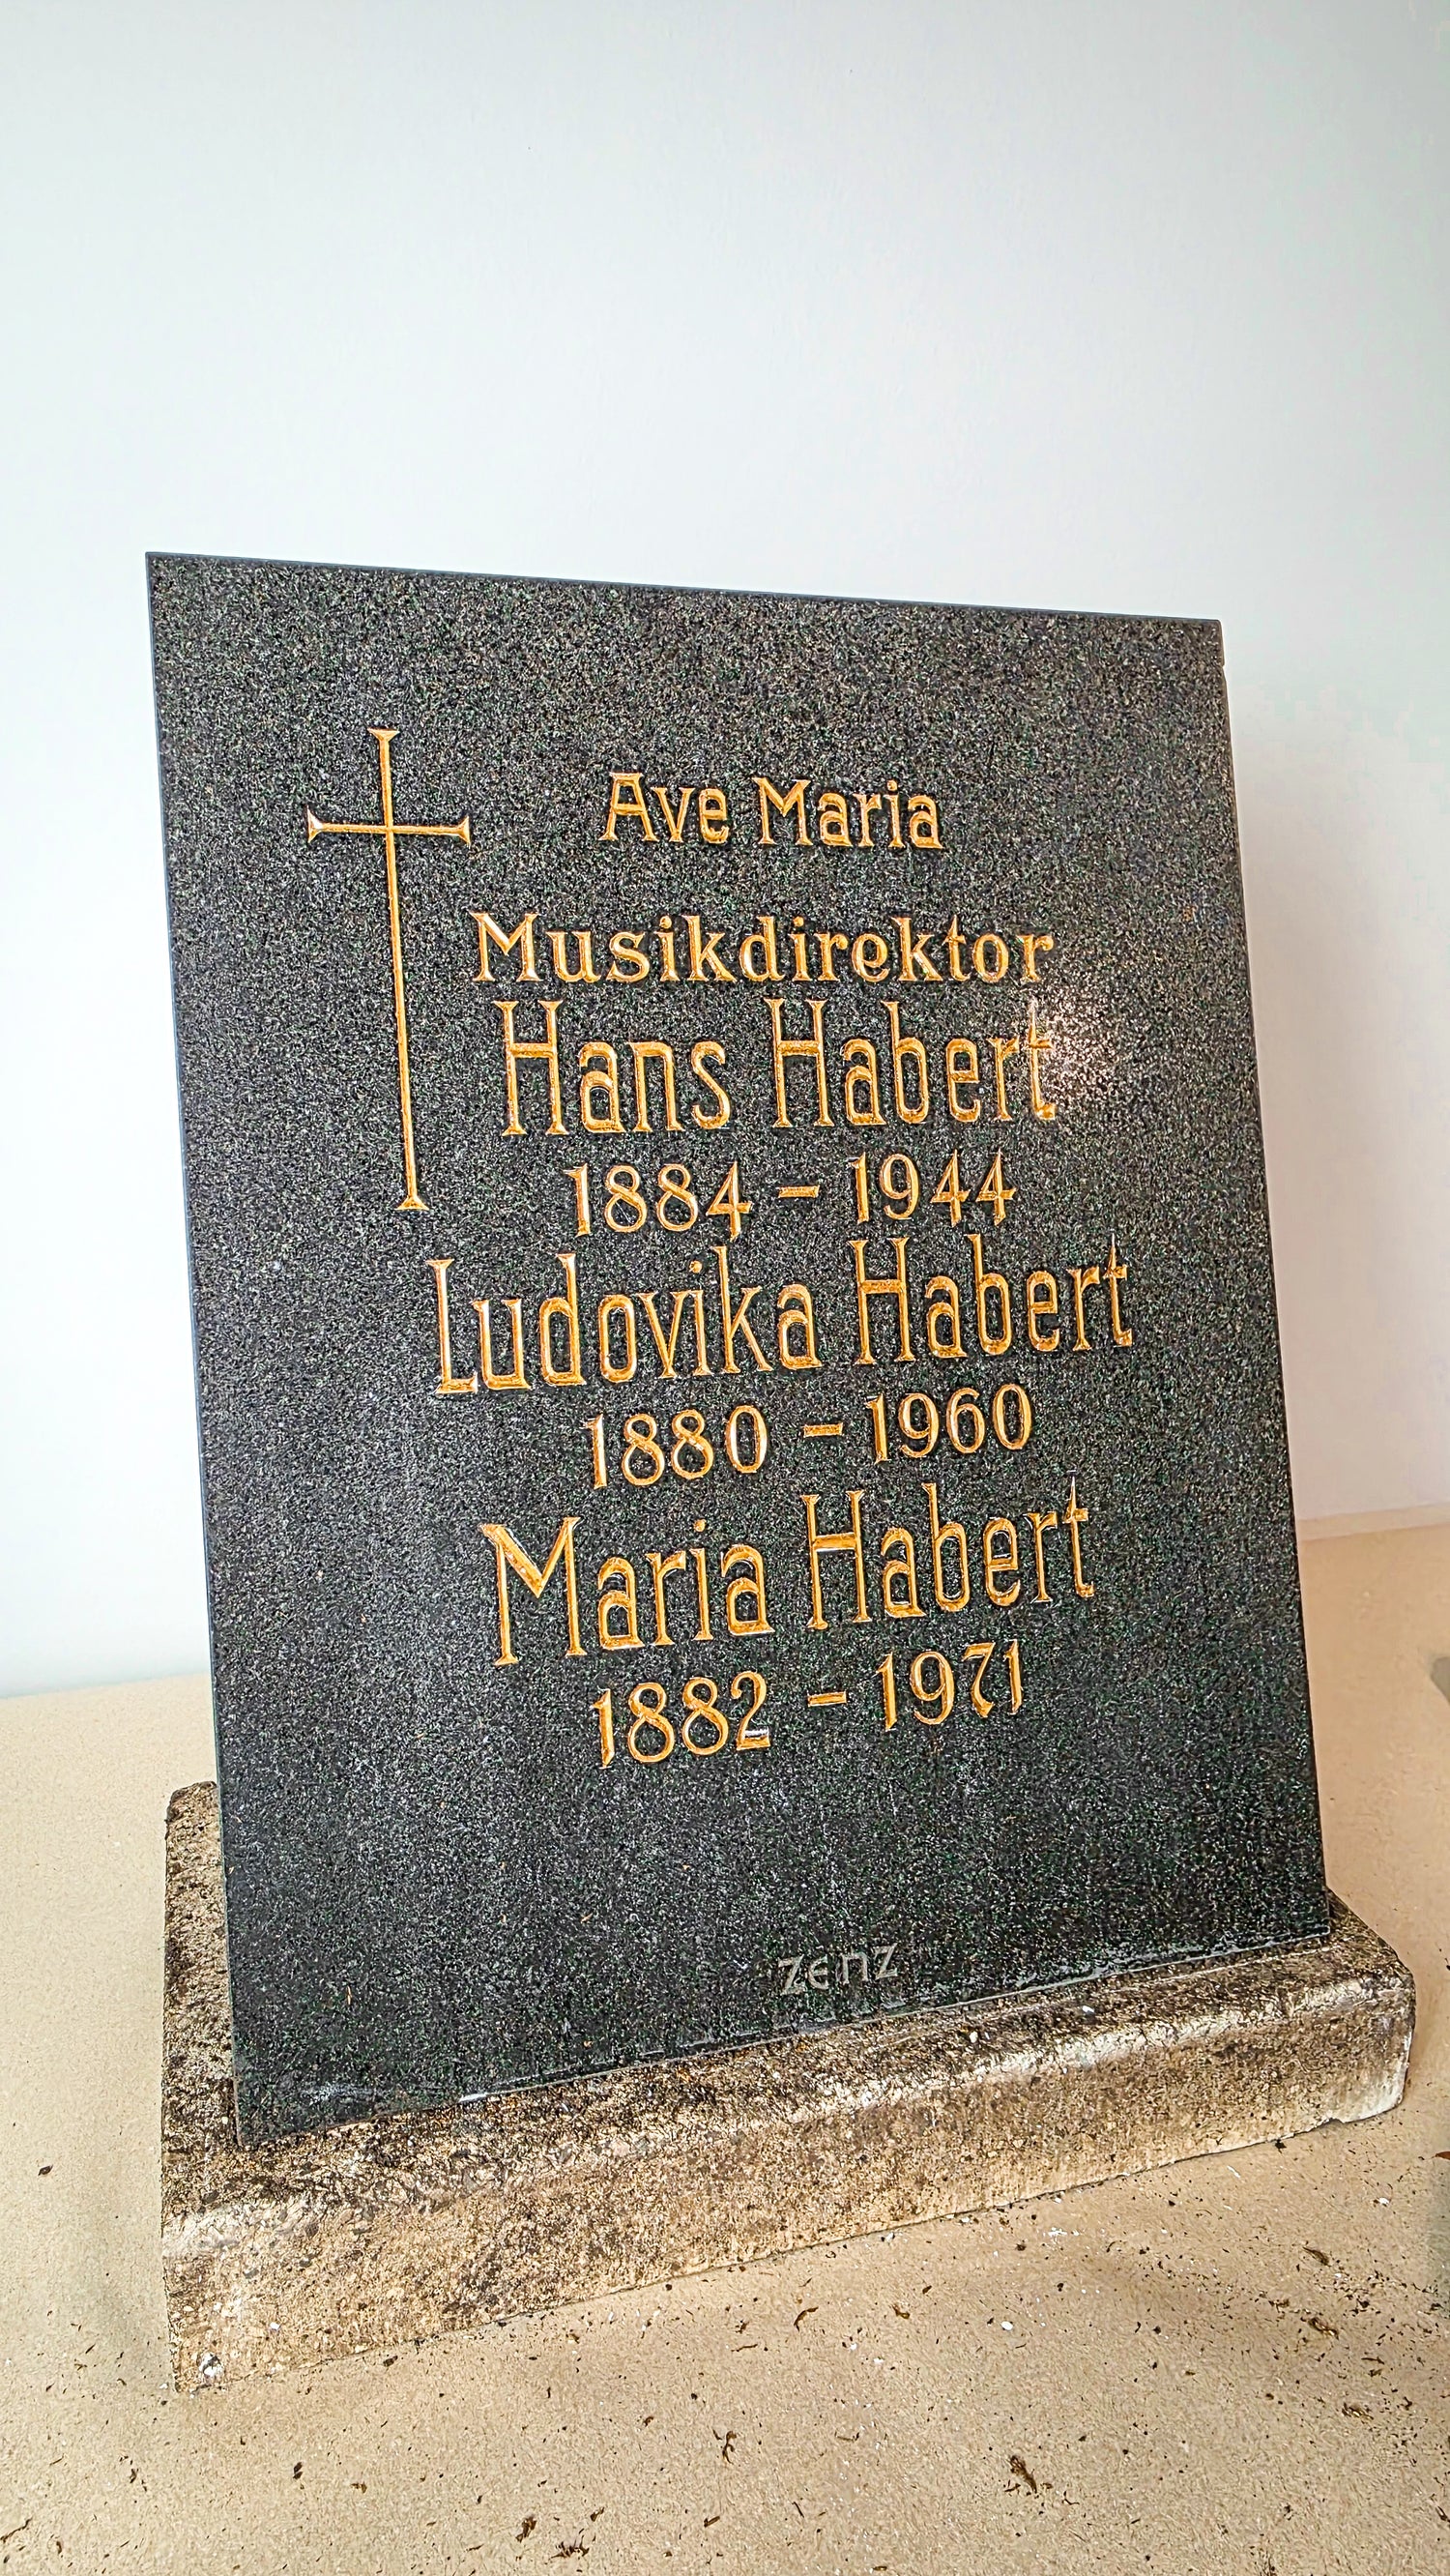 Ave Maria
Musikdirektor
Hans Habert
1884 – 1944
Ludovika Habert
1880 – 1960
Maria Habert
1882 – 1971
zenz